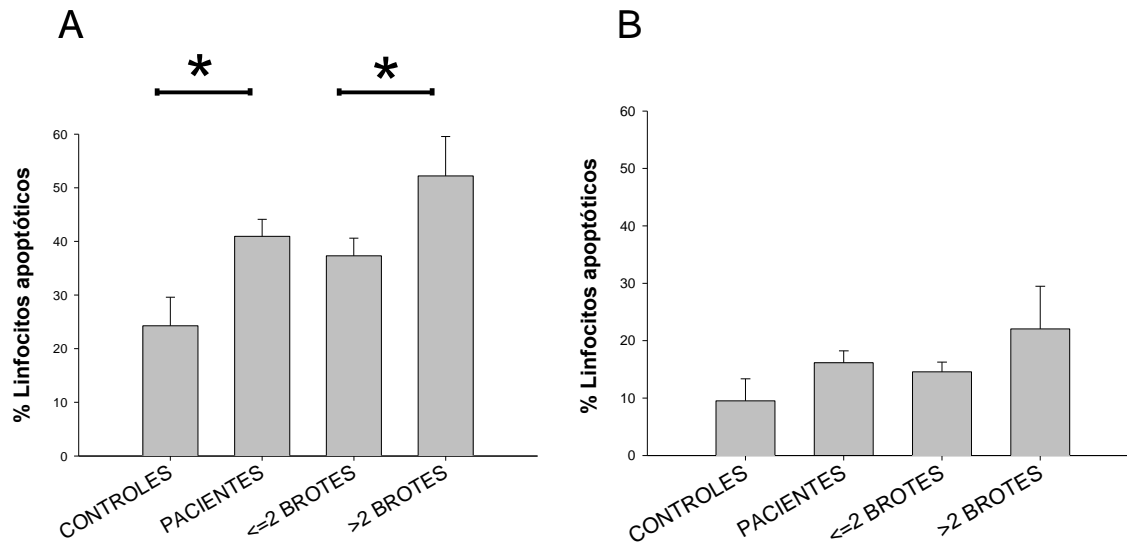 A
B
*
*
% Linfocitos apoptóticos
60
50
40
30
20
10
0
CONTROLES
PACIENTES
<=2 BROTES
>2 BROTES
% Linfocitos apoptóticos
60
50
40
30
20
10
0
CONTROLES
PACIENTES
<=2 BROTES
>2 BROTES